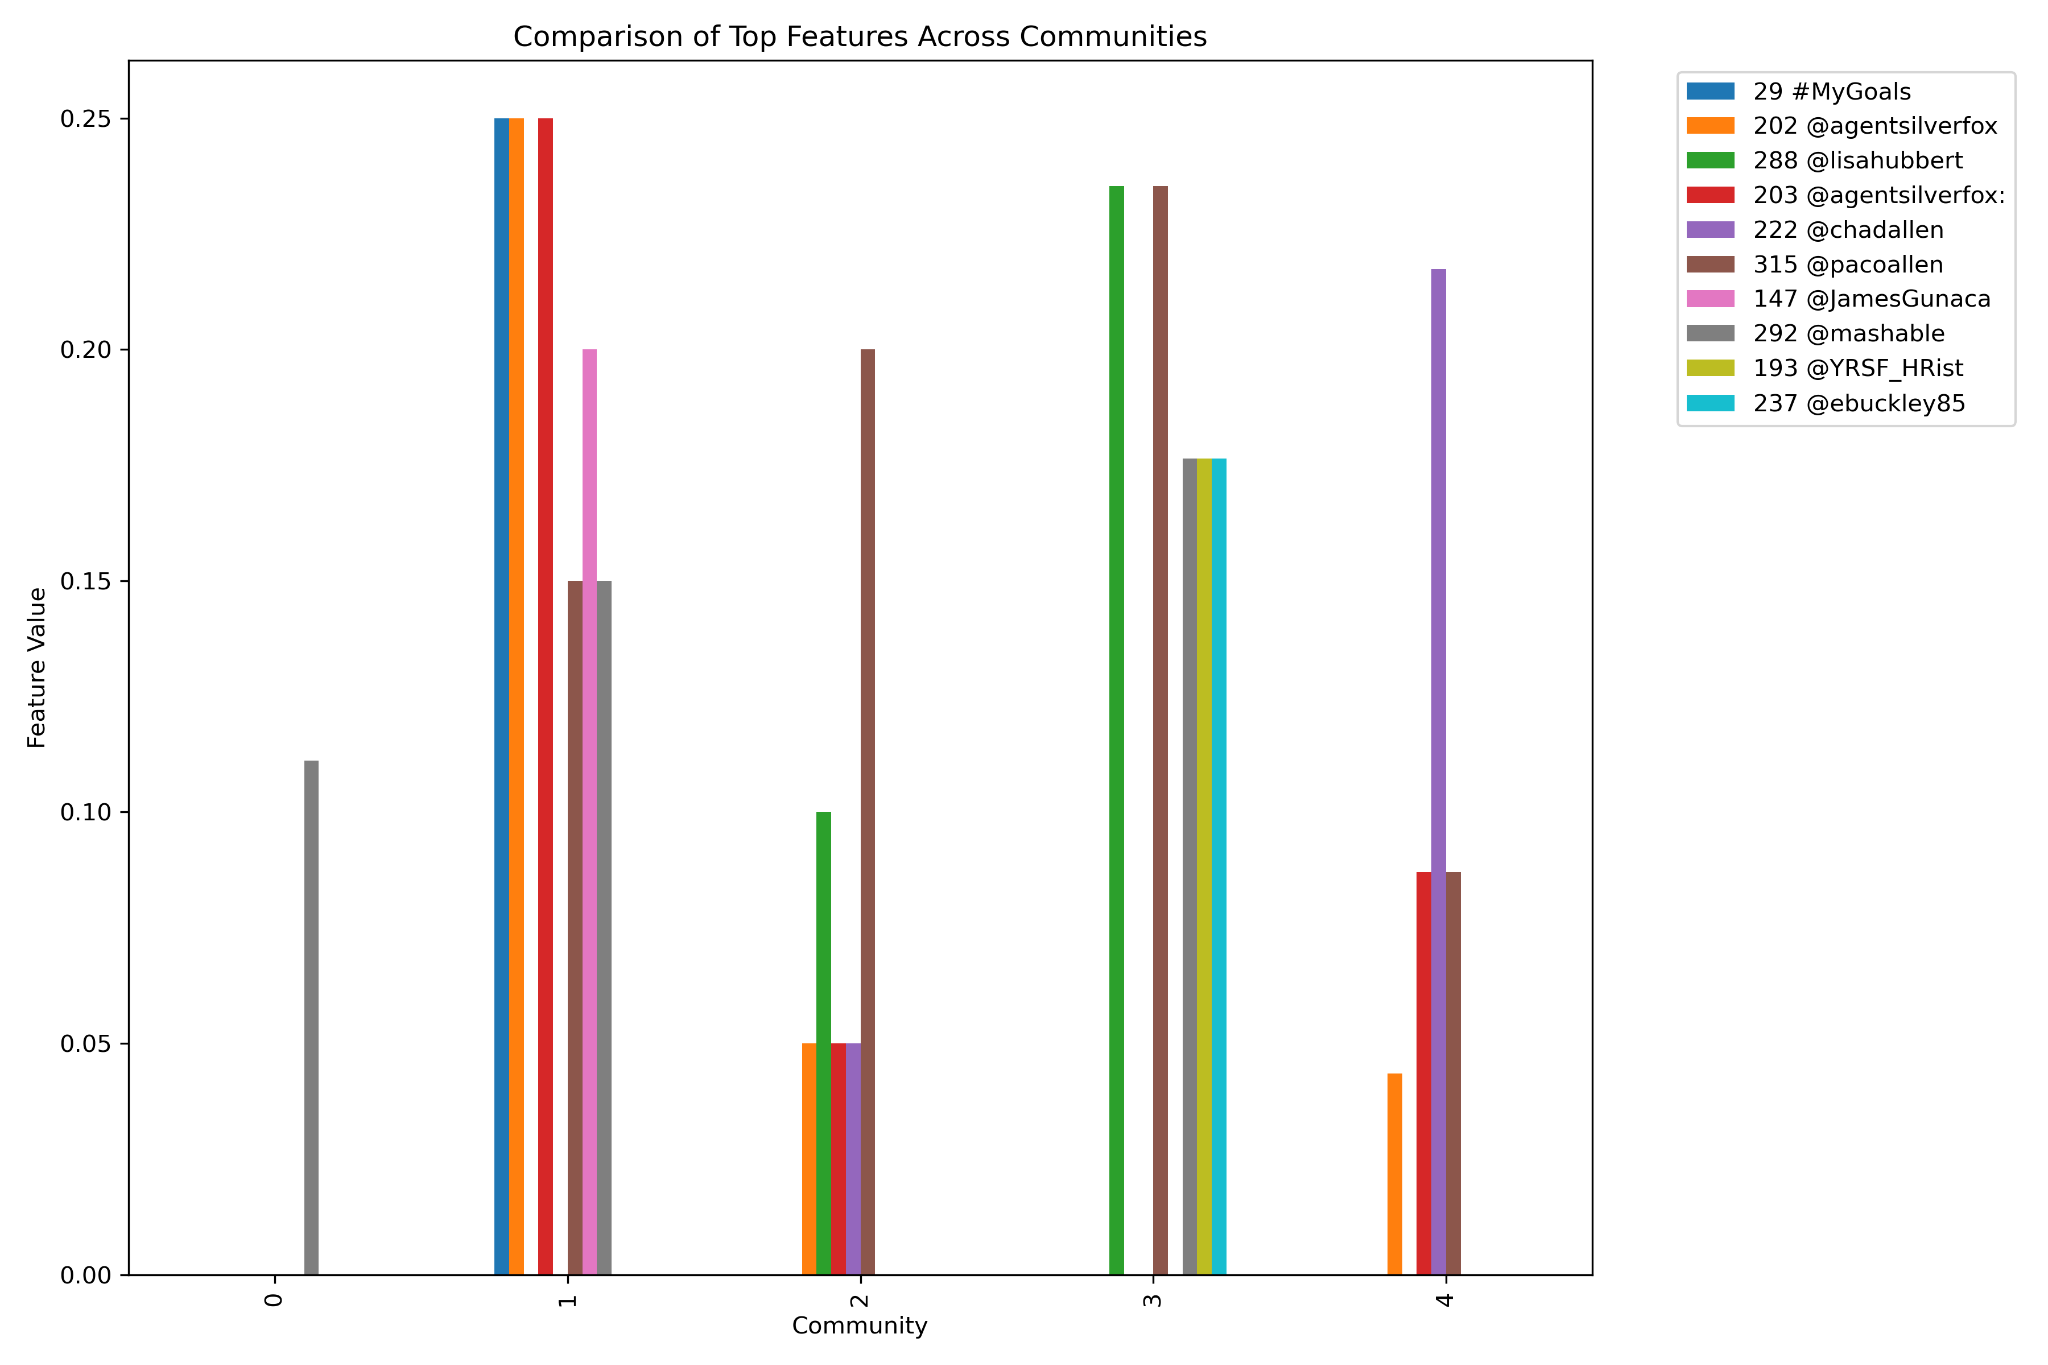 Comparison of Top Features Across Communities
29 #MyGoals
202 @agentsilverfox
288 @lisahubbert
203 @agentsilverfox:
222 @chadallen
315 @pacoallen
147 @JamesGunaca
292 @mashable
193 @YRSF_HRist
237 @ebuckley85
0.25
0.20
0.15
0.10
0.05
0.00
Feature Value
0
1
2
3
4
Community